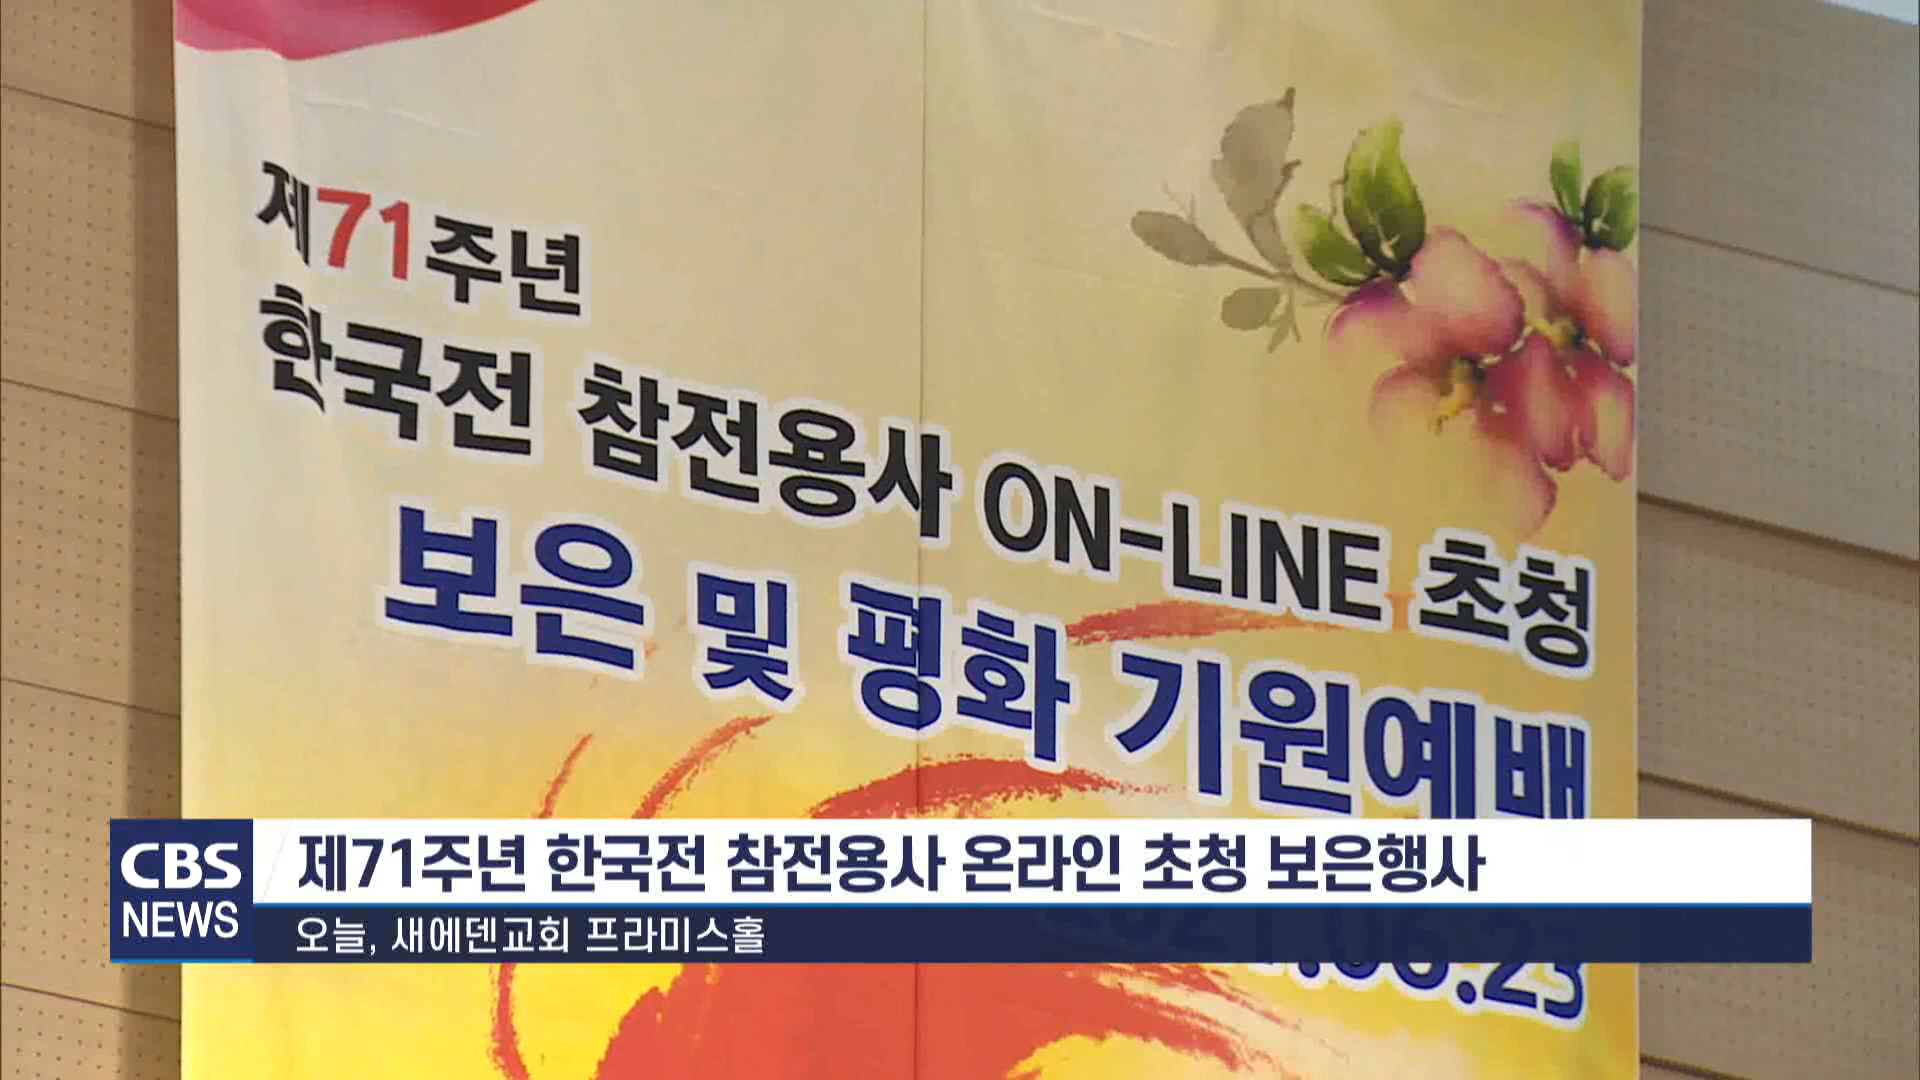 제71주년
한국전 참전용사 ON-LINE 초청
보은 및 평화 기원예배
CBS
NEWS
제71주년 한국전 참전용사 온라인 초청 보은행사
오늘, 새에덴교회 프라미스홀